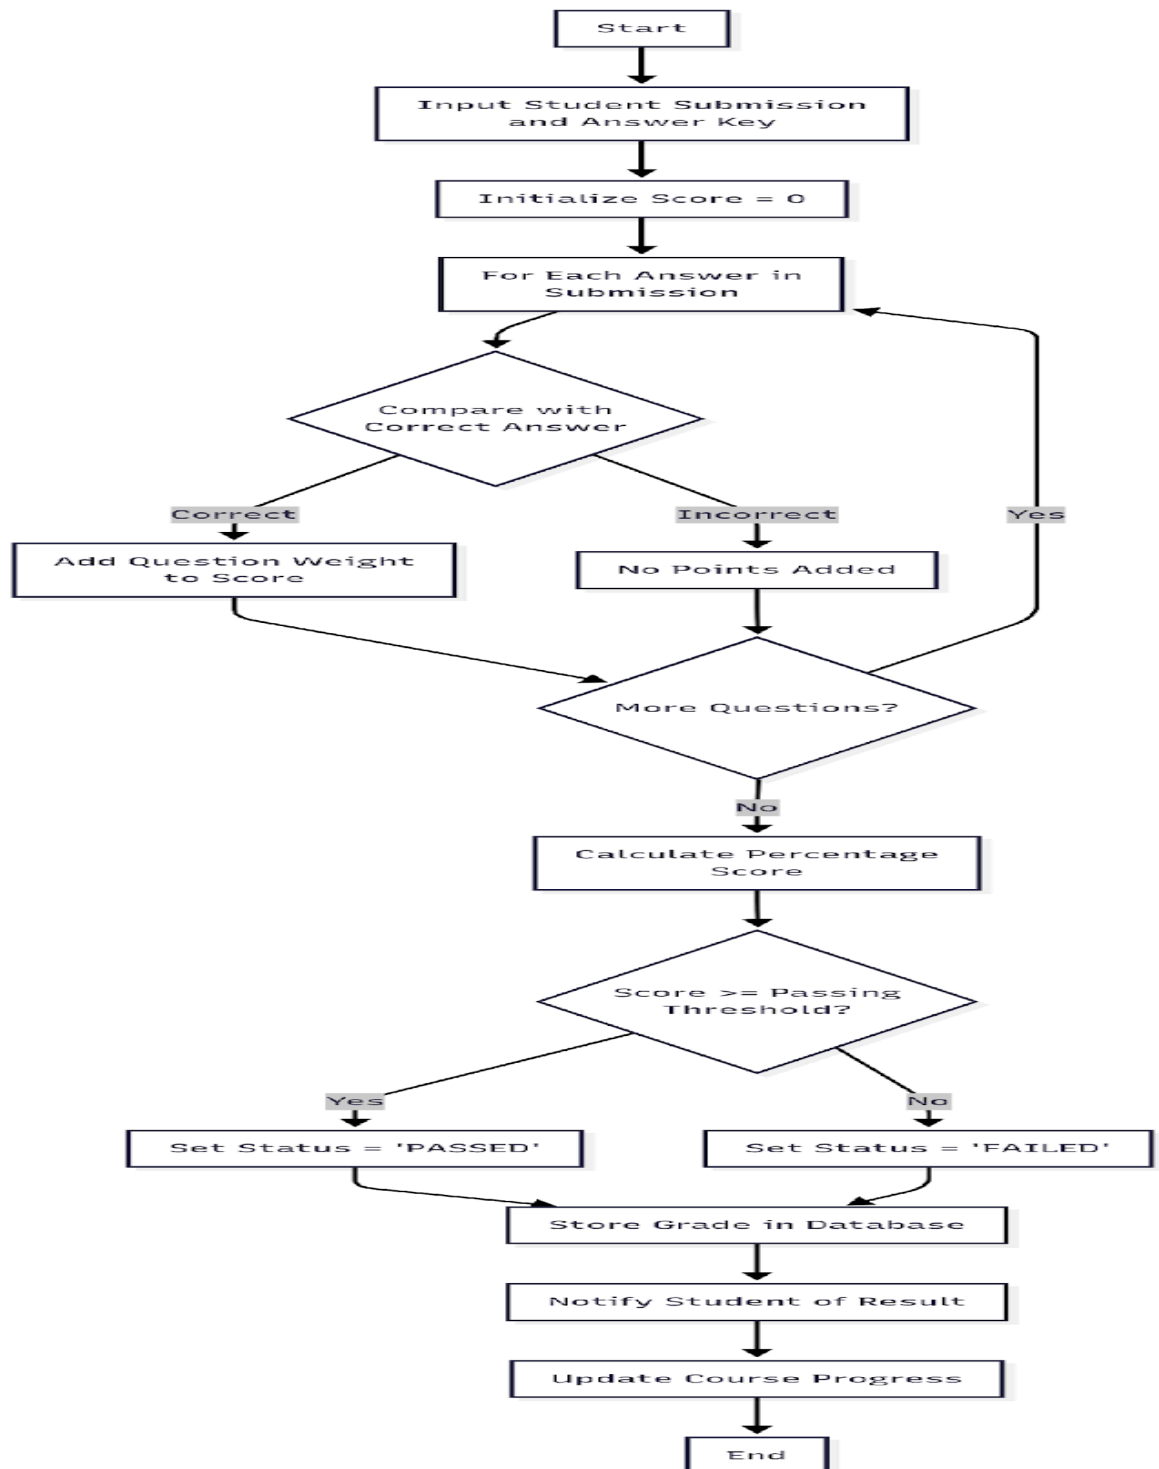 Start
Input Student Submission
and Answer Key
Initialize Score = 0
For Each Answer in
Submission
Compare with
Correct Answer
Correct
Incorrect
Yes
Add Question Weight
to Score
No Points Added
More Questions?
No
Calculate Percentage
Score
Score >= Passing
Threshold?
Yes
No
Set Status = 'PASSED'
Set Status = 'FAILED'
Store Grade in Database
Notify Student of Result
Update Course Progress
End